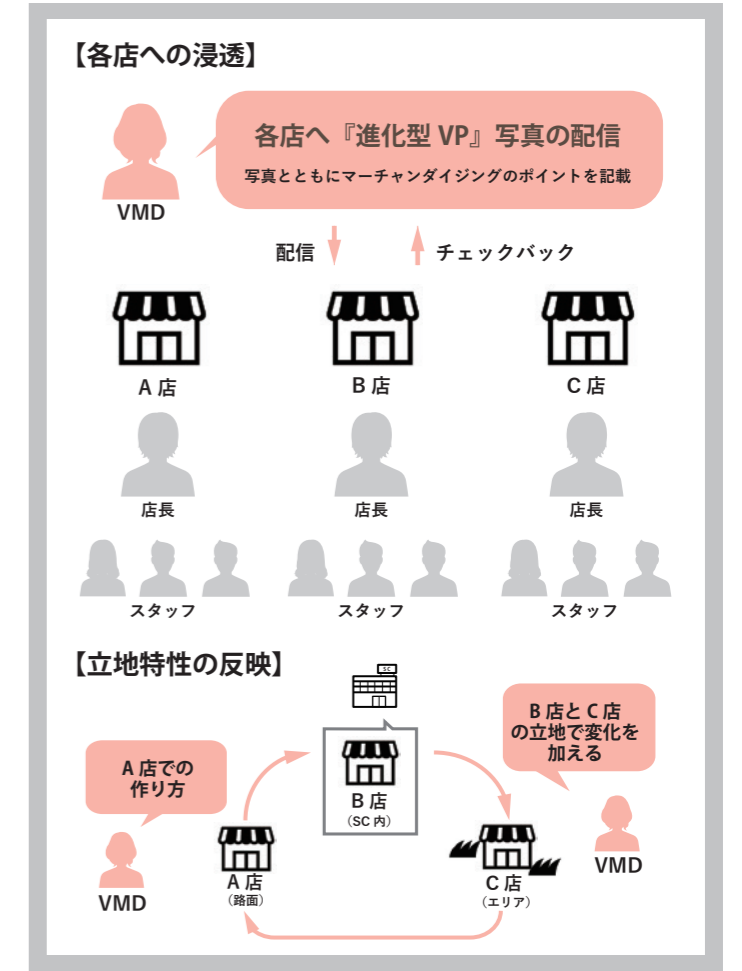 【各店への浸透】
各店へ『進化型 VP』写真の配信
写真とともにマーチャンダイジングのポイントを記載
VMD
配信
チェックバック
A 店
B 店
C 店
店長
店長
店長
スタッフ
スタッフ
スタッフ
【立地特性の反映】
SC
B 店と C 店
の立地で変化を
加える
A 店での
作り方
B 店
（SC 内）
VMD
A 店
（路面）
C 店
（エリア）
VMD